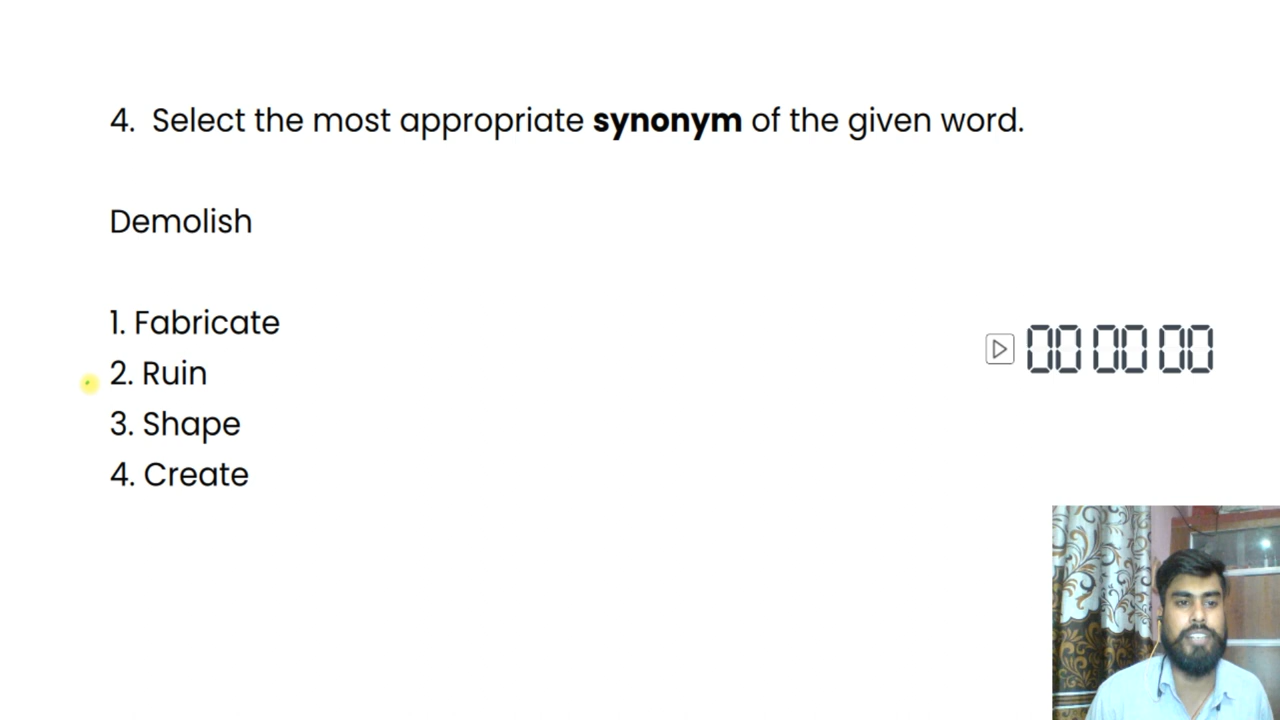 4. Select the most appropriate synonym of the given word.
Demolish
1. Fabricate
2. Ruin
3. Shape
4. Create
00 00 00